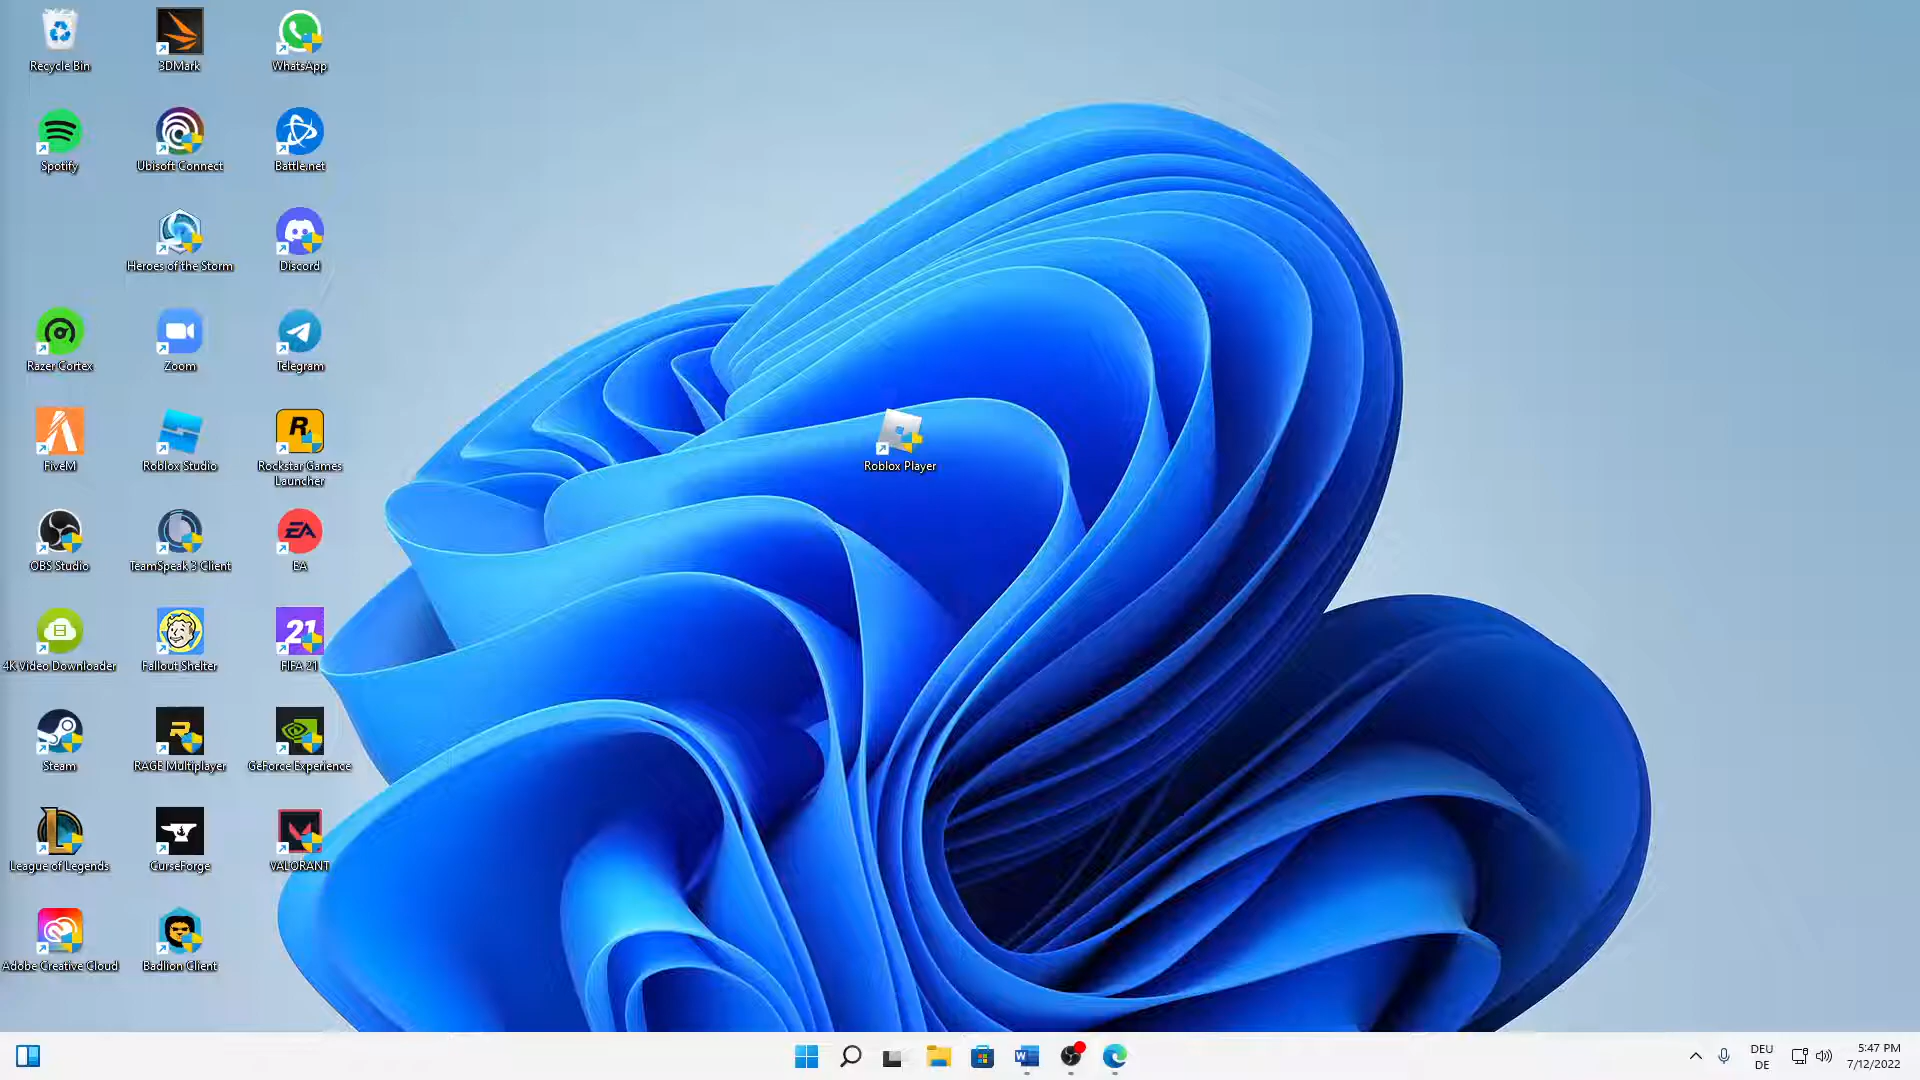 Recycle Bin
3DMark
WhatsApp
Spotify
Ubisoft Connect
Battle.net
Heroes of the Storm
Discord
Razer Cortex
Zoom
Telegram
FiveM
Roblox Studio
R
Rockstar Games
Launcher
Roblox Player
OBS Studio
TeamSpeak 3 Client
EA
EA
4K Video Downloader
Fallout Shelter
21
FIFA 21
Steam
R
RAGE Multiplayer
GeForce Experience
League of Legends
CurseForge
VALORANT
Adobe Creative Cloud
Badlion Client
W
DEU
DE
5:47 PM
7/12/2022